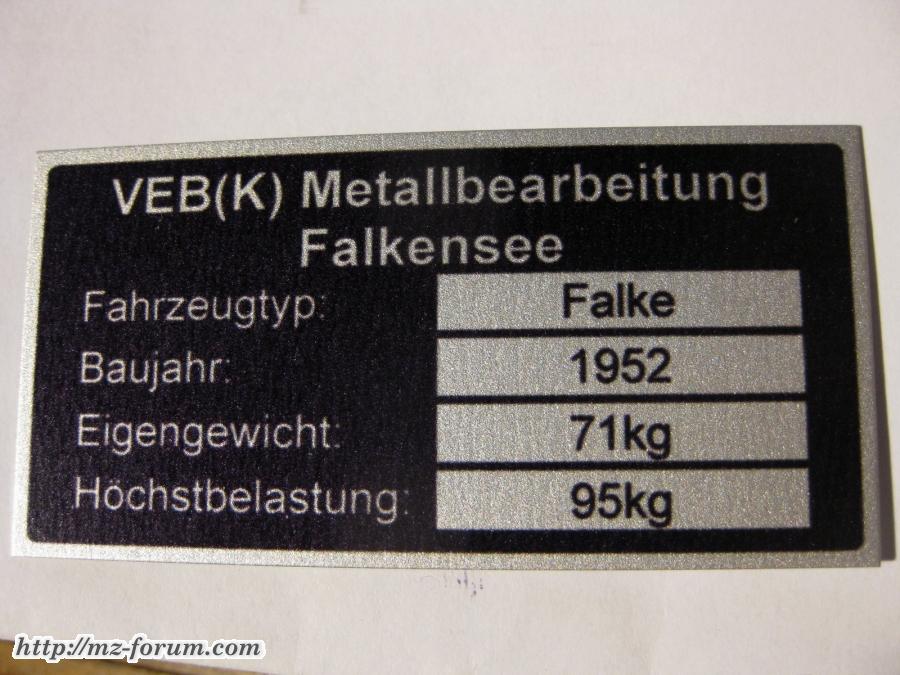 VEB(K) Metallbearbeitung
Falkensee
Fahrzeugtyp: Falke
Baujahr: 1952
Eigengewicht: 71kg
Höchstbelastung: 95kg
http://mz-forum.com